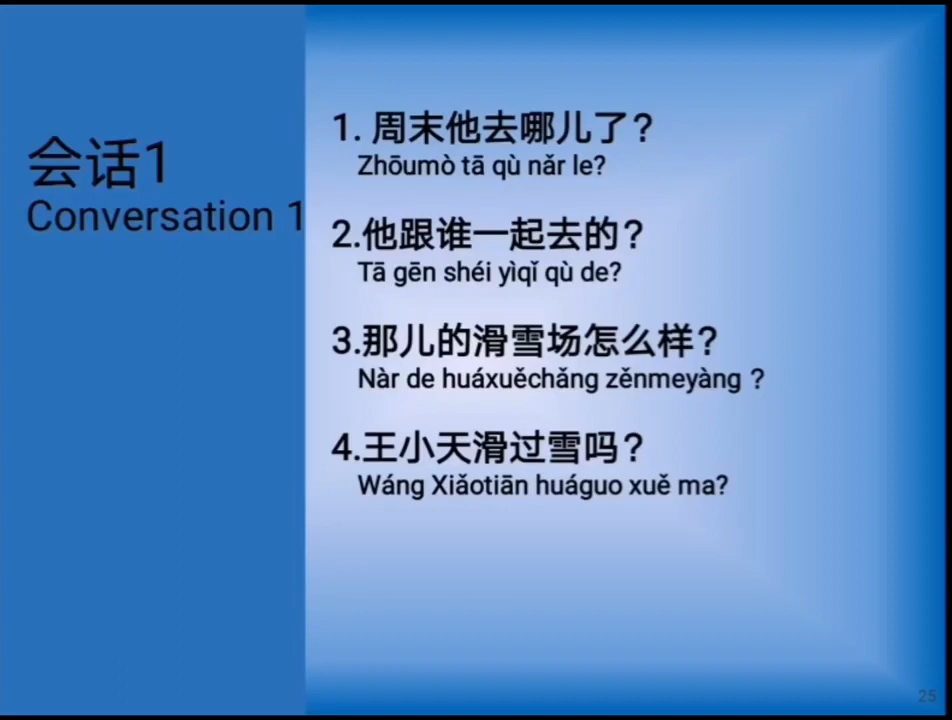 会话1
Conversation 1
1. 周末他去哪儿了？
Zhōumò tā qù nǎr le?
2.他跟谁一起去的？
Tā gēn shéi yìqǐ qù de?
3.那儿的滑雪场怎么样？
Nàr de huáxuěchǎng zěnmeyàng ？
4.王小天滑过雪吗？
Wáng Xiǎotiān huáguo xuě ma?
25